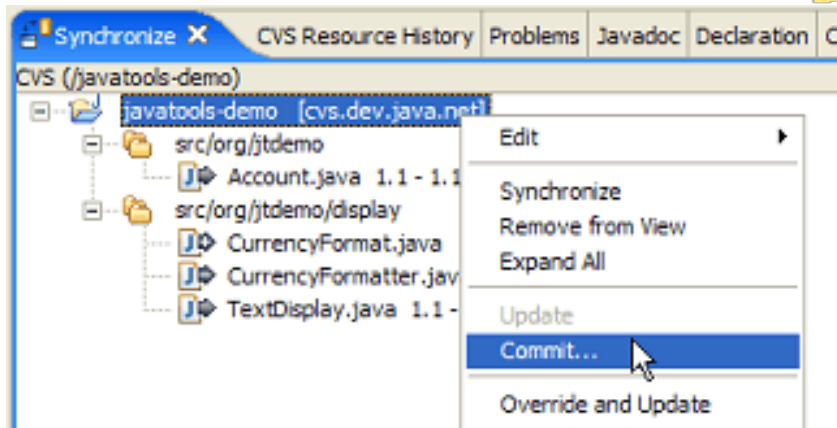 Synchronize CVS Resource History Problems Javadoc Declaration
CVS (/javatools-demo)
javatools-demo [cvs.dev.java.net]
src/org/jtdemo
Account.java 1.1 - 1.1
src/org/jtdemo/display
CurrencyFormat.java
CurrencyFormatter.jav
TextDisplay.java 1.1 -
Edit
Synchronize
Remove from View
Expand All
Update
Commit...
Override and Update